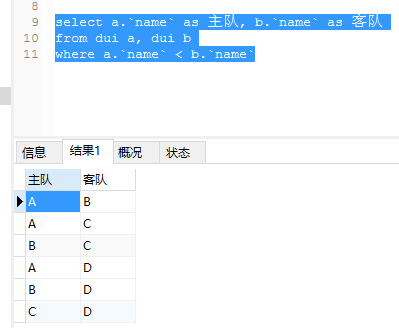 8
9 select a.`name` as 主队, b.`name` as 客队
10 from dui a, dui b
11 where a.`name` < b.`name`
信息 结果1 概况 状态
主队 客队
A B
A C
B C
A D
B D
C D